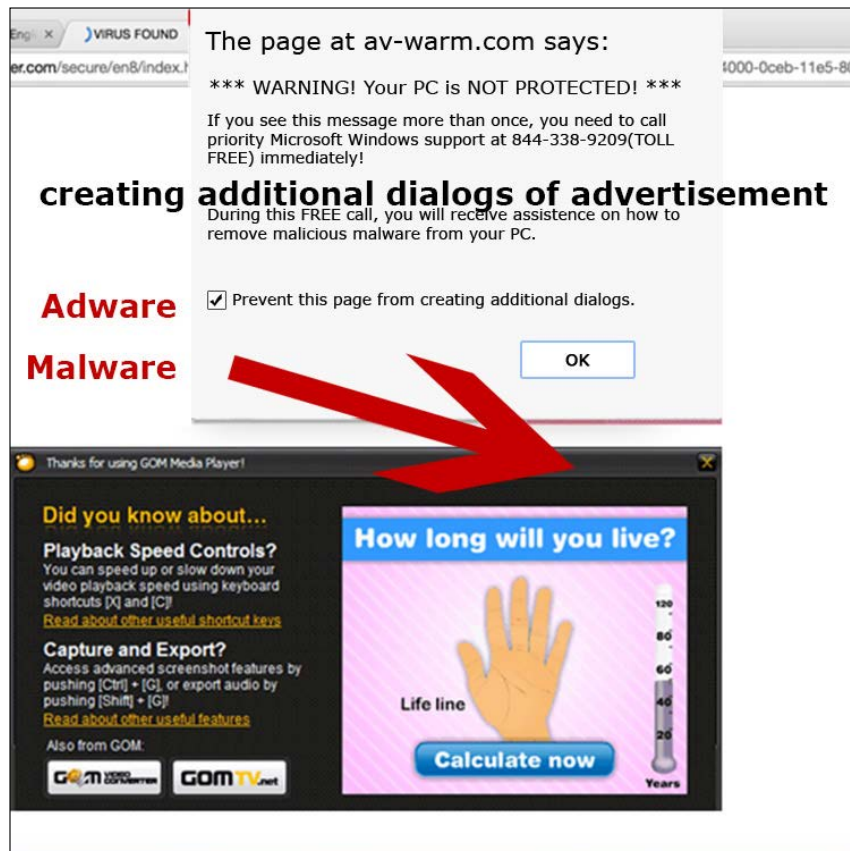 Engli
VIRUS FOUND
er.com/secure/en8/index.h
4000-0ceb-11e5-80
The page at av-warm.com says:
*** WARNING! Your PC is NOT PROTECTED! ***
If you see this message more than once, you need to call
priority Microsoft Windows support at 844-338-9209(TOLL
FREE) immediately!
creating additional dialogs of advertisement
During this FREE call, you will receive assistence on how to
remove malicious malware from your PC.
Adware
Prevent this page from creating additional dialogs.
Malware
OK
Thanks for using GOM Media Player!
Did you know about...
Playback Speed Controls?
You can speed up or slow down your
video playback speed using keyboard
shortcuts [X] and [C]!
Read about other useful shortcut keys
Capture and Export?
Access advanced screenshot features by
pushing [Ctrl] + [G], or export audio by
pushing [Shift] + [G]!
Read about other useful features
Also from GOM:
GOM VIDEO CONVERTER
GOMTV.net
How long will you live?
Life line
120
80
60
40
20
Years
Calculate now